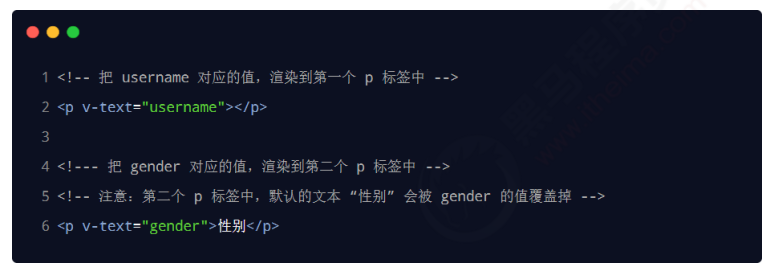 1 <!-- 把 username 对应的值，渲染到第一个 p 标签中 -->
2 <p v-text="username"></p>
3
4 <!--- 把 gender 对应的值，渲染到第二个 p 标签中 -->
5 <!-- 注意：第二个 p 标签中，默认的文本 “性别” 会被 gender 的值覆盖掉 -->
6 <p v-text="gender">性别</p>